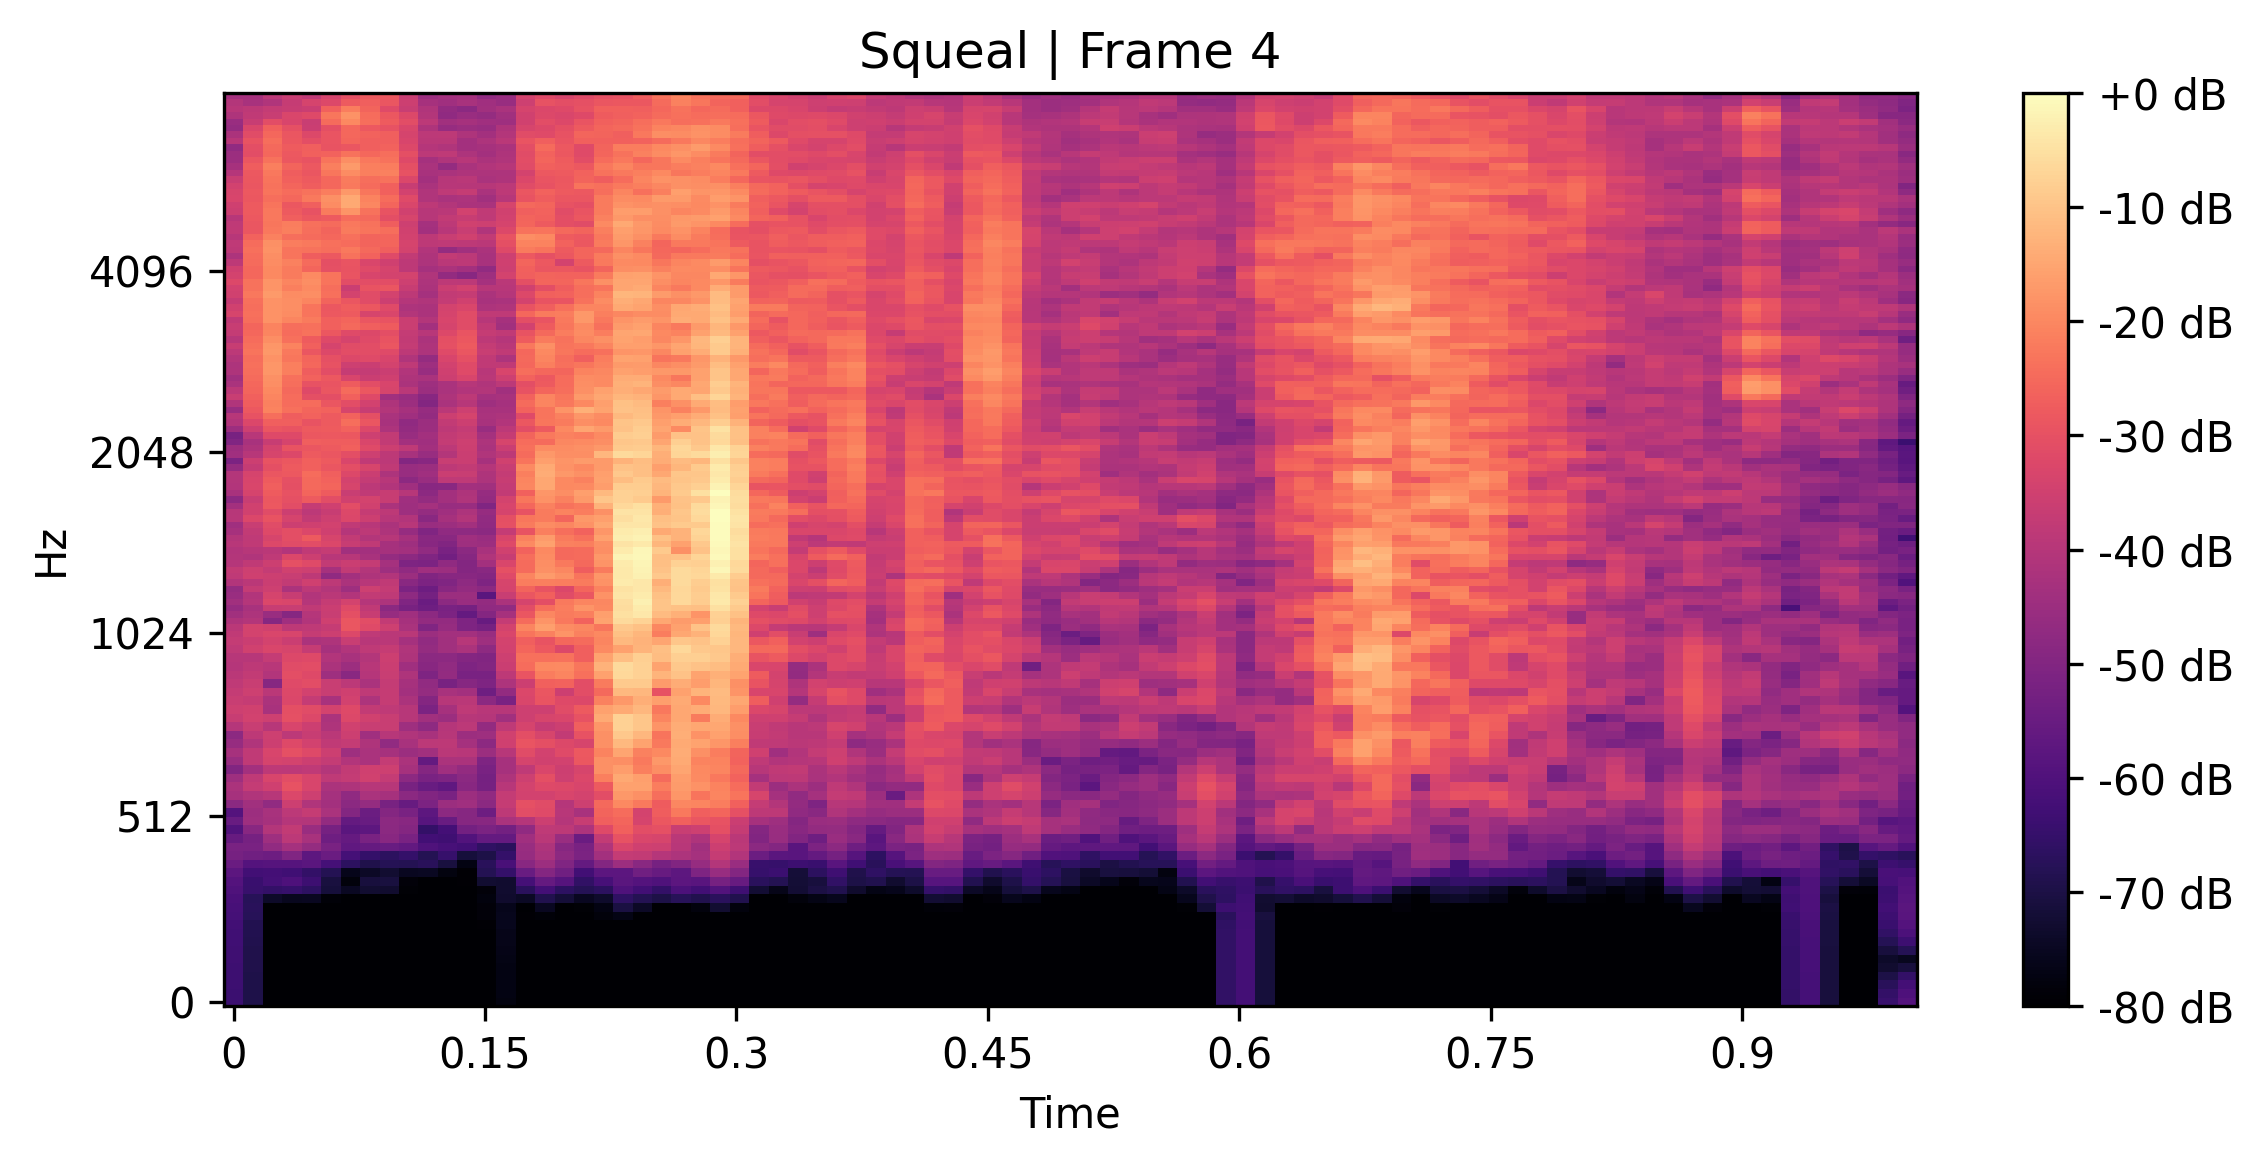 Squeal | Frame 4
Hz
4096
2048
1024
512
0
0 0.15 0.3 0.45 0.6 0.75 0.9
Time
+0 dB
-10 dB
-20 dB
-30 dB
-40 dB
-50 dB
-60 dB
-70 dB
-80 dB